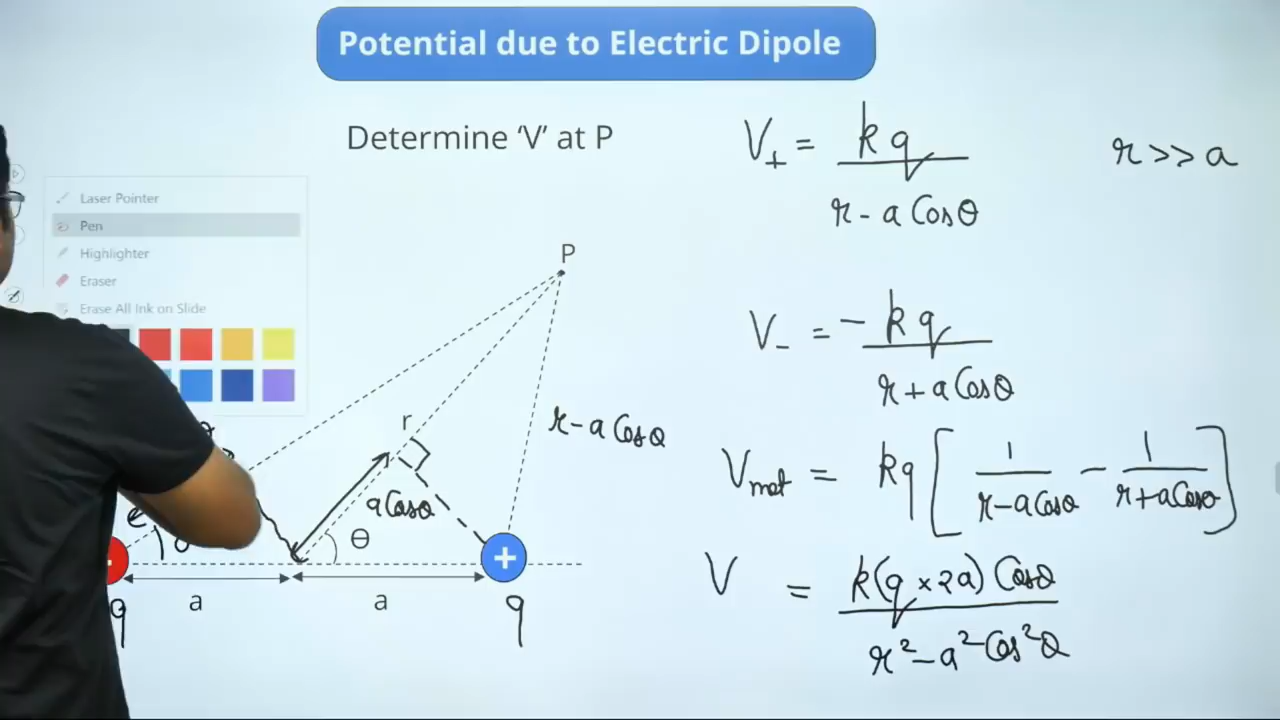 Potential due to Electric Dipole
Determine ‘V’ at P
Laser Pointer
Pen
Highlighter
Eraser
Erase All Ink on Slide
P
r
r - a Cosθ
a Cosθ
θ
a
a
q
q
+
V₊ = kq / (r - a Cosθ)
r >> a
V₋ = - kq / (r + a Cosθ)
Vnet = kq [ 1 / (r - a Cosθ) - 1 / (r + a Cosθ) ]
V = k(q × 2a) Cosθ / (r² - a² Cos²θ)